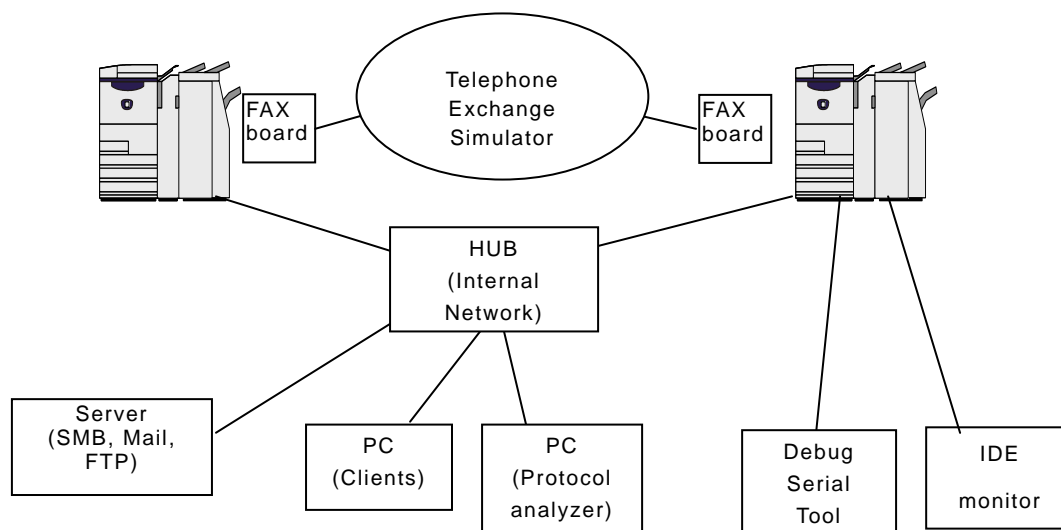 Telephone
Exchange
Simulator
FAX
board
FAX
board
HUB
(Internal
Network)
Server
(SMB, Mail,
FTP)
PC
(Clients)
PC
(Protocol
analyzer)
Debug
Serial
Tool
IDE
monitor